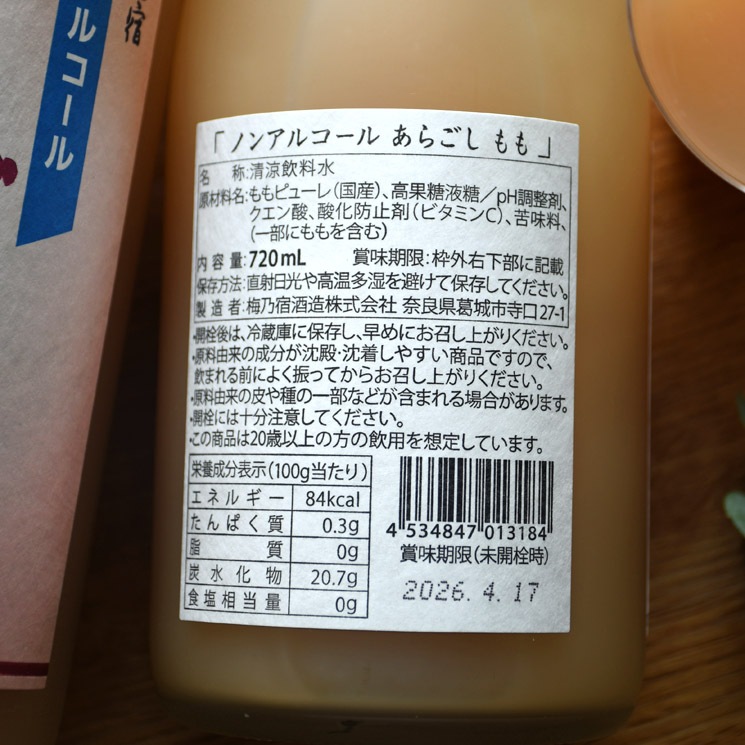 宿
ルコール
「ノンアルコール あらごし もも」
名 称:清涼飲料水
原材料名:ももピューレ(国産)、高果糖液糖/pH調整剤、
クエン酸、酸化防止剤(ビタミンC)、苦味料、
(一部にももを含む)
内容量:720mL 賞味期限:枠外右下部に記載
保存方法:直射日光や高温多湿を避けて保存してください。
製造者:梅乃宿酒造株式会社 奈良県葛城市寺口27-1
•開栓後は、冷蔵庫に保存し、早めにお召し上がりください。
•原料由来の成分が沈殿・沈着しやすい商品ですので、
飲まれる前によく振ってからお召し上がりください。
•原料由来の皮や種の一部などが含まれる場合があります。
•開栓には十分注意してください。
•この商品は20歳以上の方の飲用を想定しています。
栄養成分表示(100g当たり)
エネルギー 84kcal
たんぱく質 0.3g
脂質 0g
炭水化物 20.7g
食塩相当量 0g
4 534847 013184
賞味期限(未開栓時)
2026. 4. 17